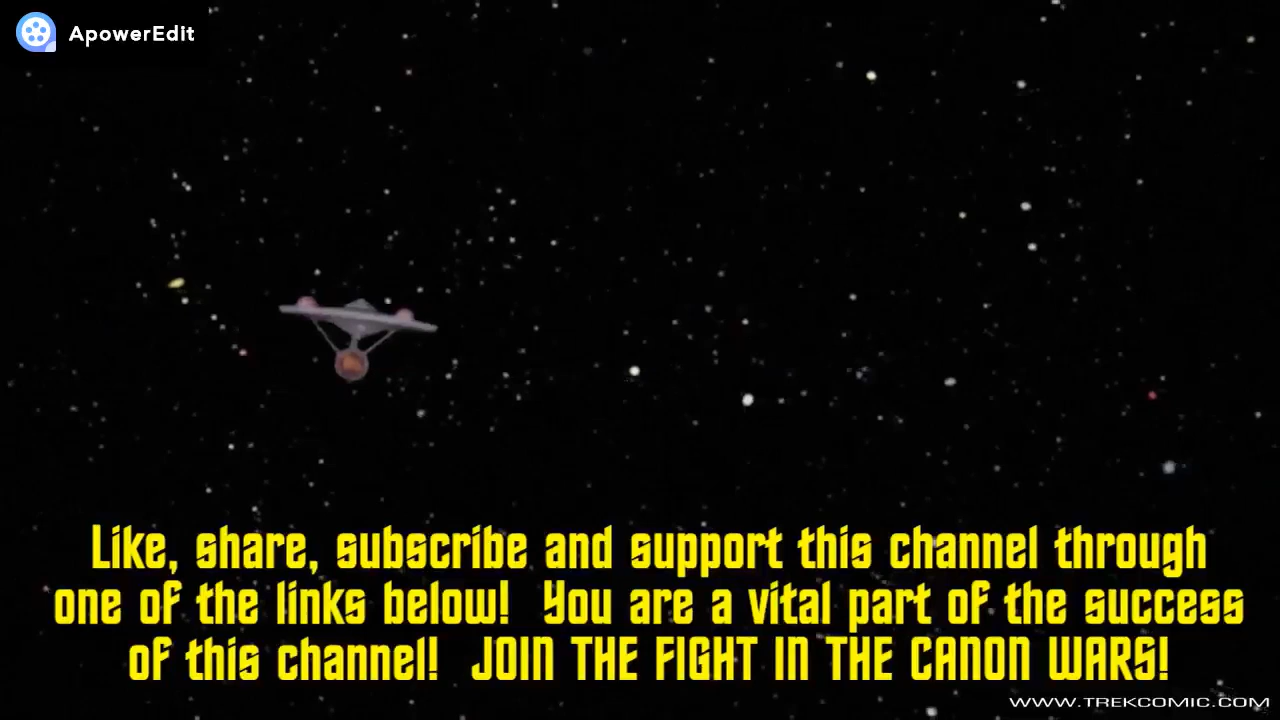 ApowerEdit
Like, share, subscribe and support this channel through
one of the links below!  You are a vital part of the success
of this channel!  JOIN THE FIGHT IN THE CANON WARS!
WWW.TREKCOMIC.COM